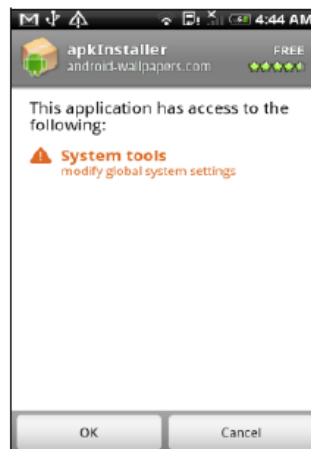 4:44 AM
apkInstaller
FREE
android-wallpapers.com
This application has access to the
following:
System tools
modify global system settings
OK
Cancel